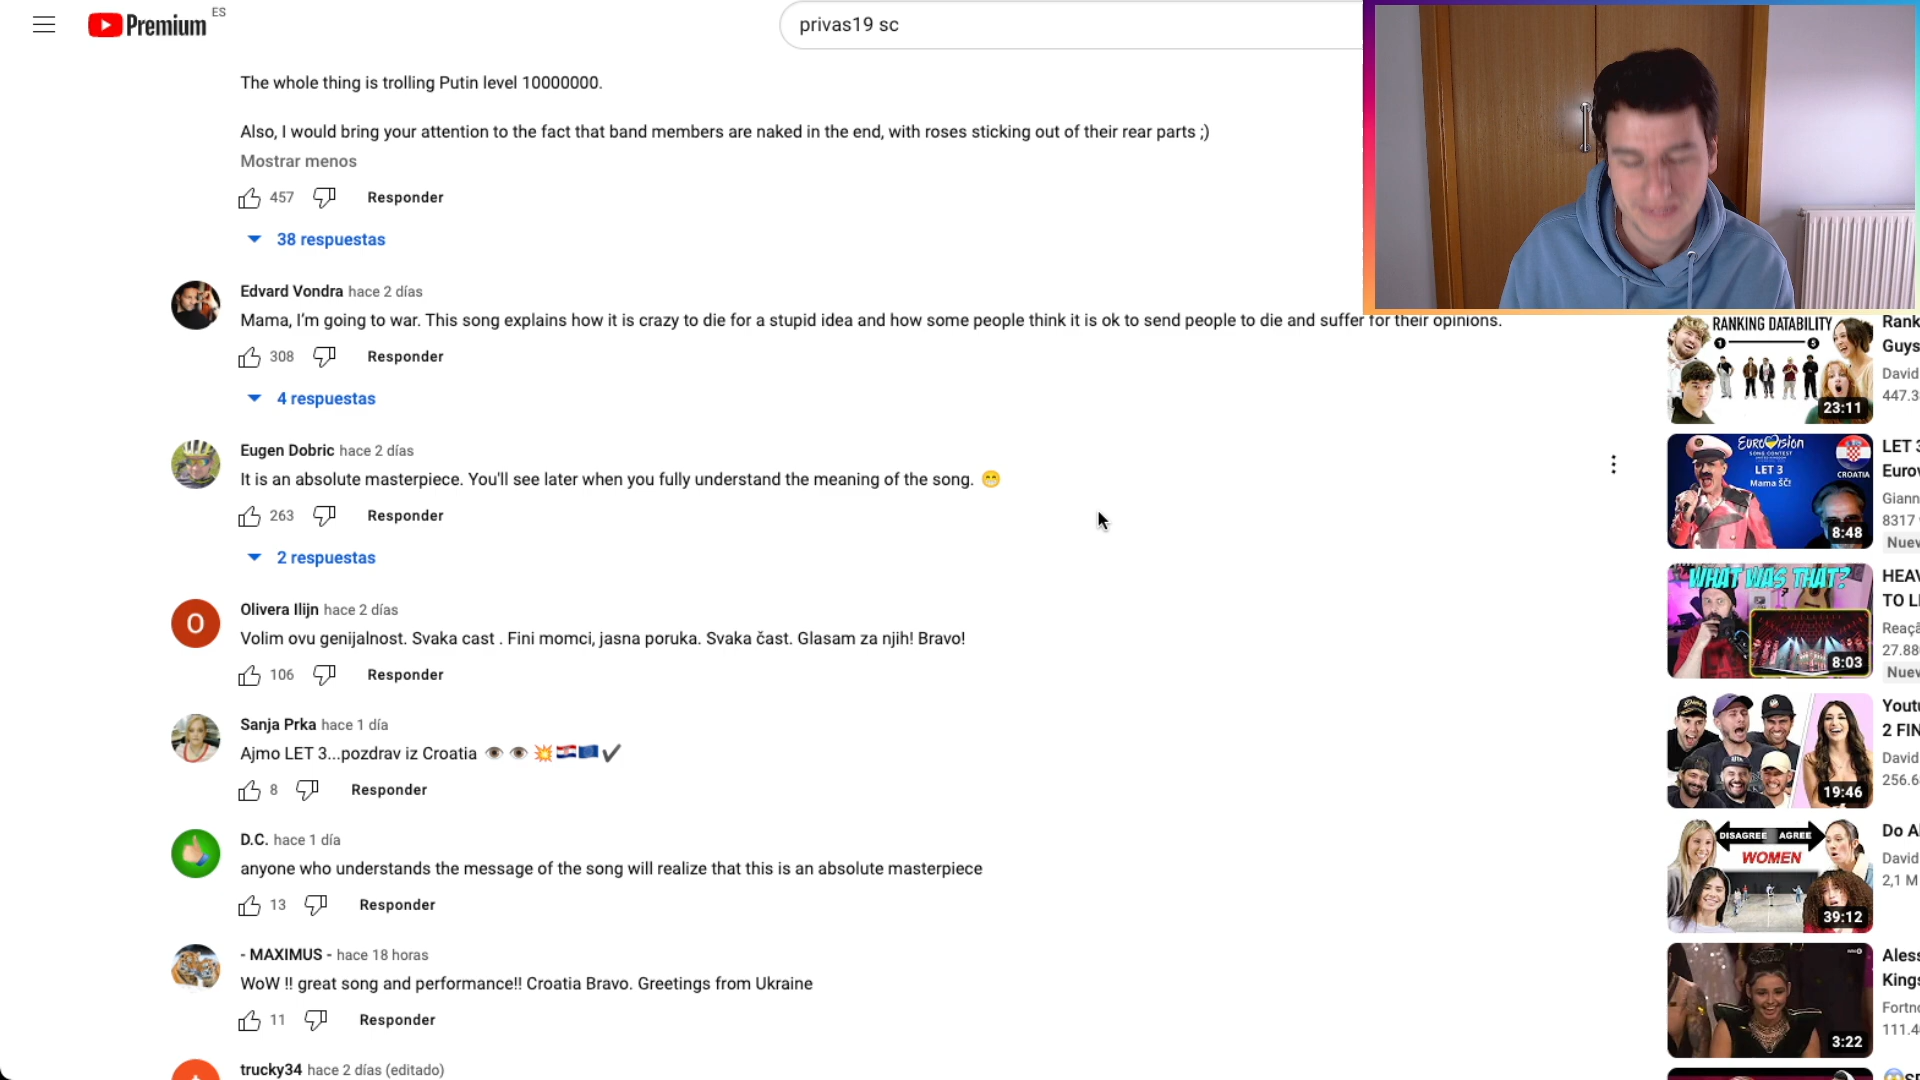 Premium ES
privas19 sc
The whole thing is trolling Putin level 10000000.
Also, I would bring your attention to the fact that band members are naked in the end, with roses sticking out of their rear parts ;)
Mostrar menos
457 Responder
38 respuestas
Edvard Vondra hace 2 días
Mama, I'm going to war. This song explains how it is crazy to die for a stupid idea and how some people think it is ok to send people to die and suffer for their opinions.
308 Responder
4 respuestas
Eugen Dobric hace 2 días
It is an absolute masterpiece. You'll see later when you fully understand the meaning of the song. 😁
263 Responder
2 respuestas
Olivera Ilijn hace 2 días
O
Volim ovu genijalnost. Svaka cast . Fini momci, jasna poruka. Svaka čast. Glasam za njih! Bravo!
106 Responder
Sanja Prka hace 1 día
Ajmo LET 3...pozdrav iz Croatia 👁️ 👁️ 💥🇭🇷🇪🇺✔️
8 Responder
D.C. hace 1 día
anyone who understands the message of the song will realize that this is an absolute masterpiece
13 Responder
- MAXIMUS - hace 18 horas
WoW !! great song and performance!! Croatia Bravo. Greetings from Ukraine
11 Responder
trucky34 hace 2 días (editado)
RANKING DATABILITY
1 5
23:11
Rank
Guys
David
447.3
EUROVISION
SONG CONTEST
LET 3
Mama ŠČ!
CROATIA
8:48
LET 3
Eurov
Giann
8317
Nuev
WHAT WAS THAT?
8:03
HEAV
TO LI
Reaçã
27.88
Nuev
19:46
Youtu
2 FIN
David
256.6
DISAGREE AGREE
WOMEN
39:12
Do Al
David
2,1 M
3:22
Aless
Kings
Fortno
111.4